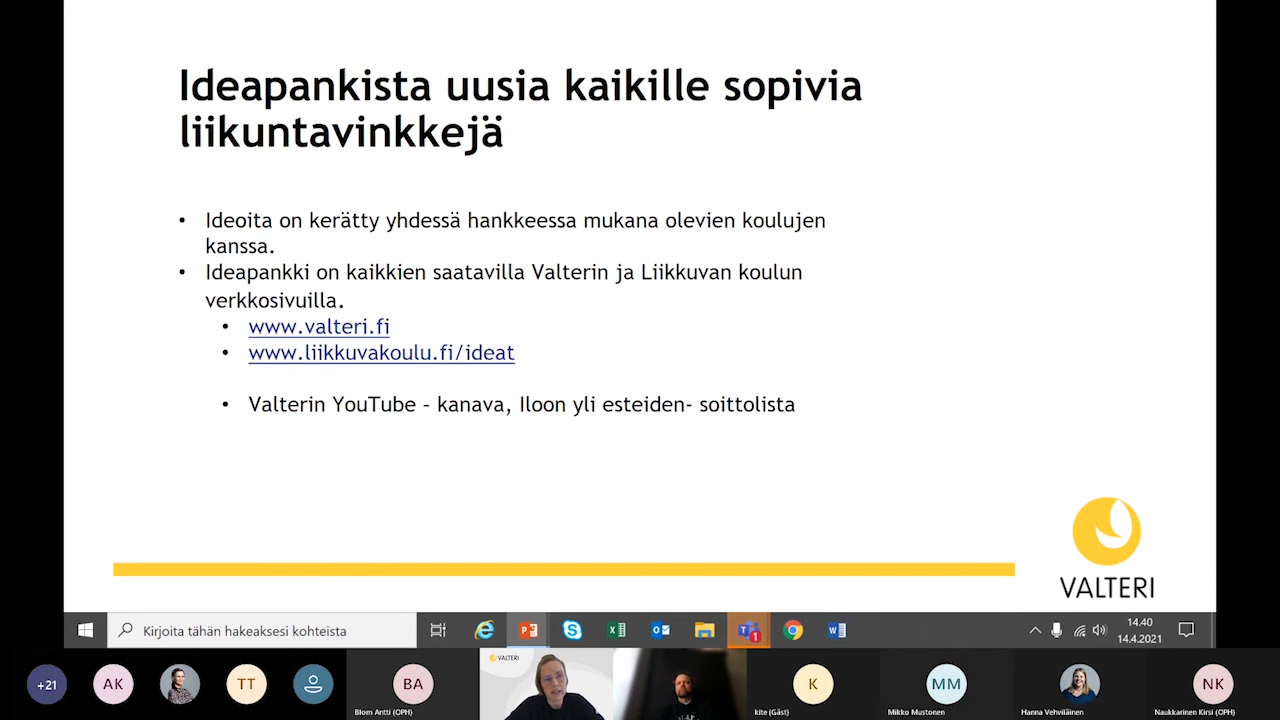 Ideapankista uusia kaikille sopivia
liikuntavinkkejä
• Ideoita on kerätty yhdessä hankkeessa mukana olevien koulujen
kanssa.
• Ideapankki on kaikkien saatavilla Valterin ja Liikkuvan koulun
verkkosivuilla.
• www.valteri.fi
• www.liikkuvakoulu.fi/ideat
• Valterin YouTube – kanava, Iloon yli esteiden- soittolista
VALTERI
Kirjoita tähän hakeaksesi kohteista
1
14.40
14.4.2021
+21
AK
TT
BA
Blom Antti (OPH)
VALTERI
K
kite (Gäst)
MM
Mikko Mustonen
Hanna Vehviläinen
NK
Naukkarinen Kirsi (OPH)